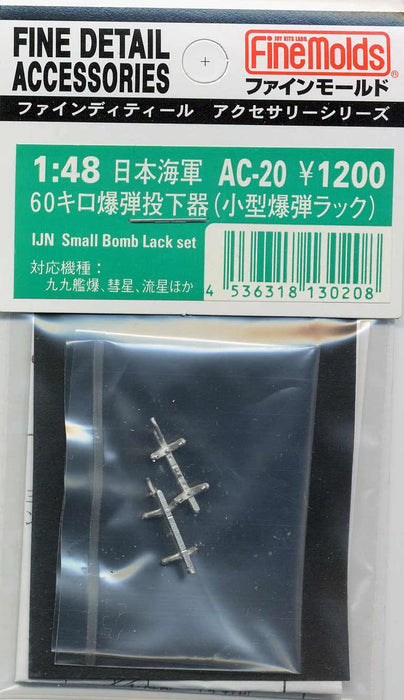 FINE DETAIL
ACCESSORIES
JOY KITS LABO.
FineMolds®
ファインモールド
ファインディティール アクセサリーシリーズ
1:48 日本海軍 AC-20 ¥1200
60キロ爆弾投下器(小型爆弾ラック)
IJN Small Bomb Lack set
対応機種:
九九艦爆、彗星、流星ほか
4 536318 130208